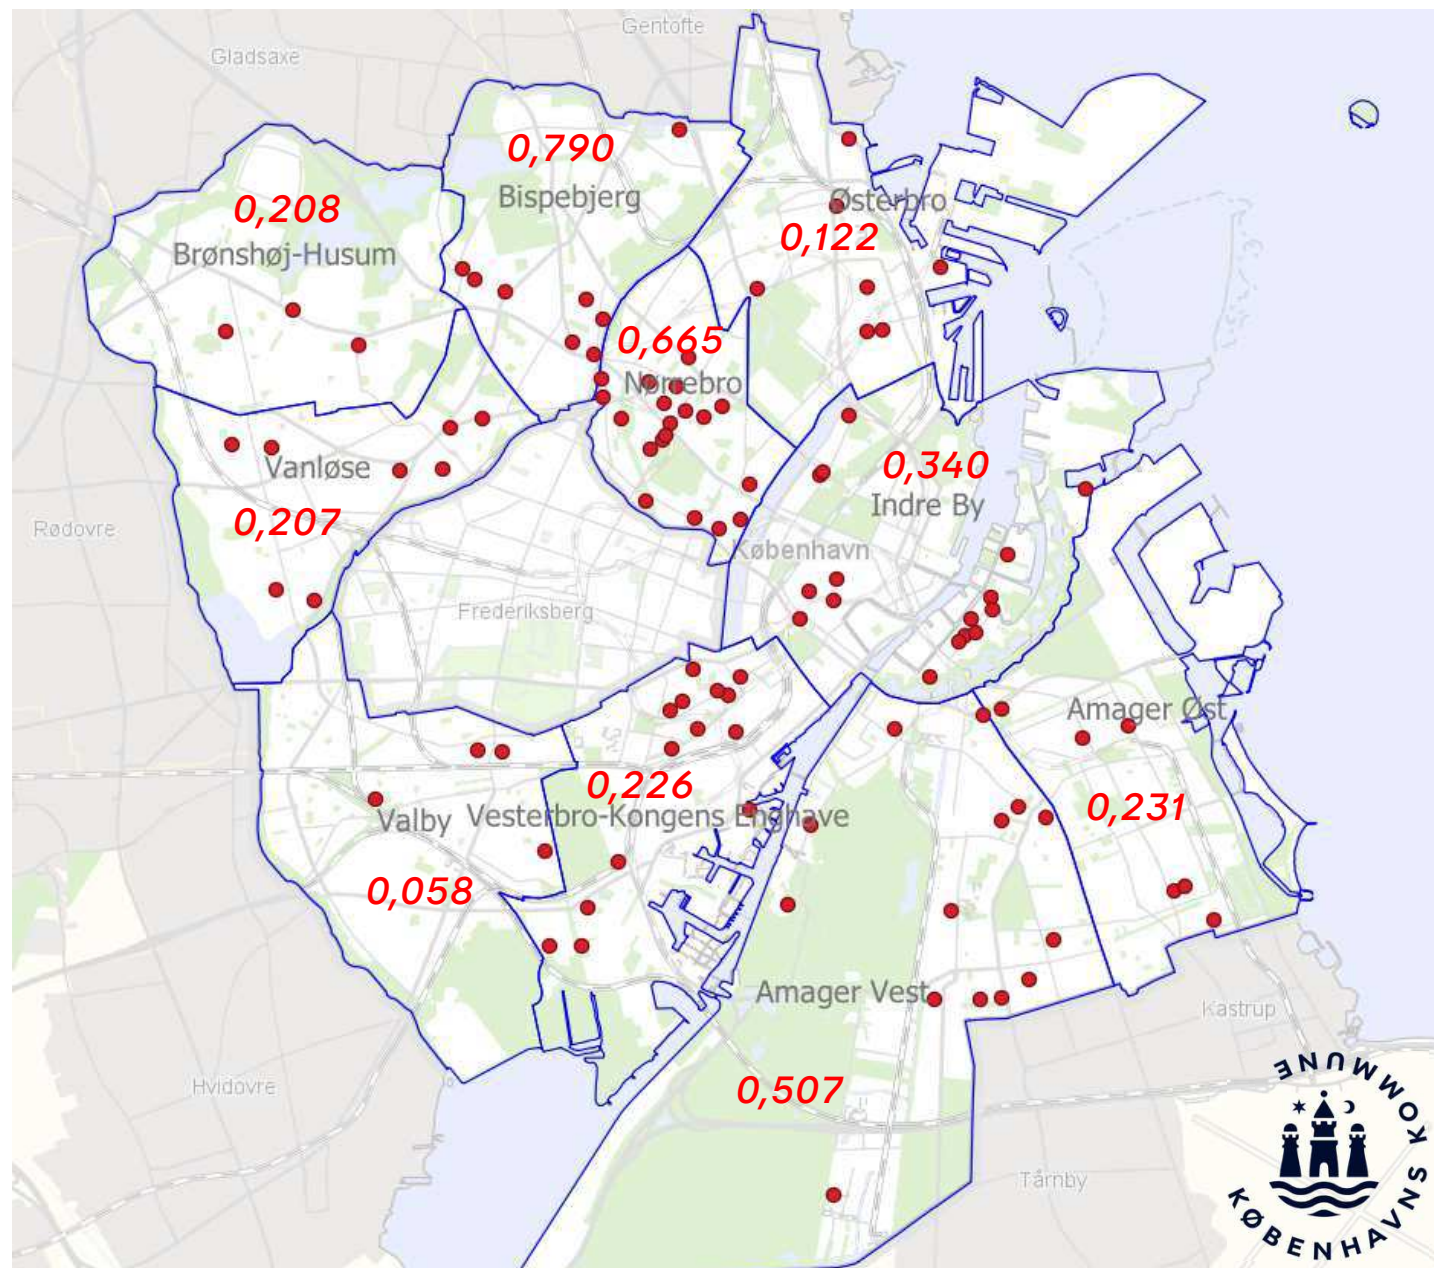 Gentofte
Gladsaxe
0,790
Bispebjerg
Østerbro
0,208
0,122
Brønshøj-Husum
0,665
Nørrebro
0,340
Vanløse
Indre By
0,207
Rødovre
København
Frederiksberg
Amager Øst
0,226
0,231
Valby
Vesterbro-Kongens Enghave
0,058
Amager Vest
Kastrup
0,507
Hvidovre
Tårnby
KØBENHAVNS KOMMUNE